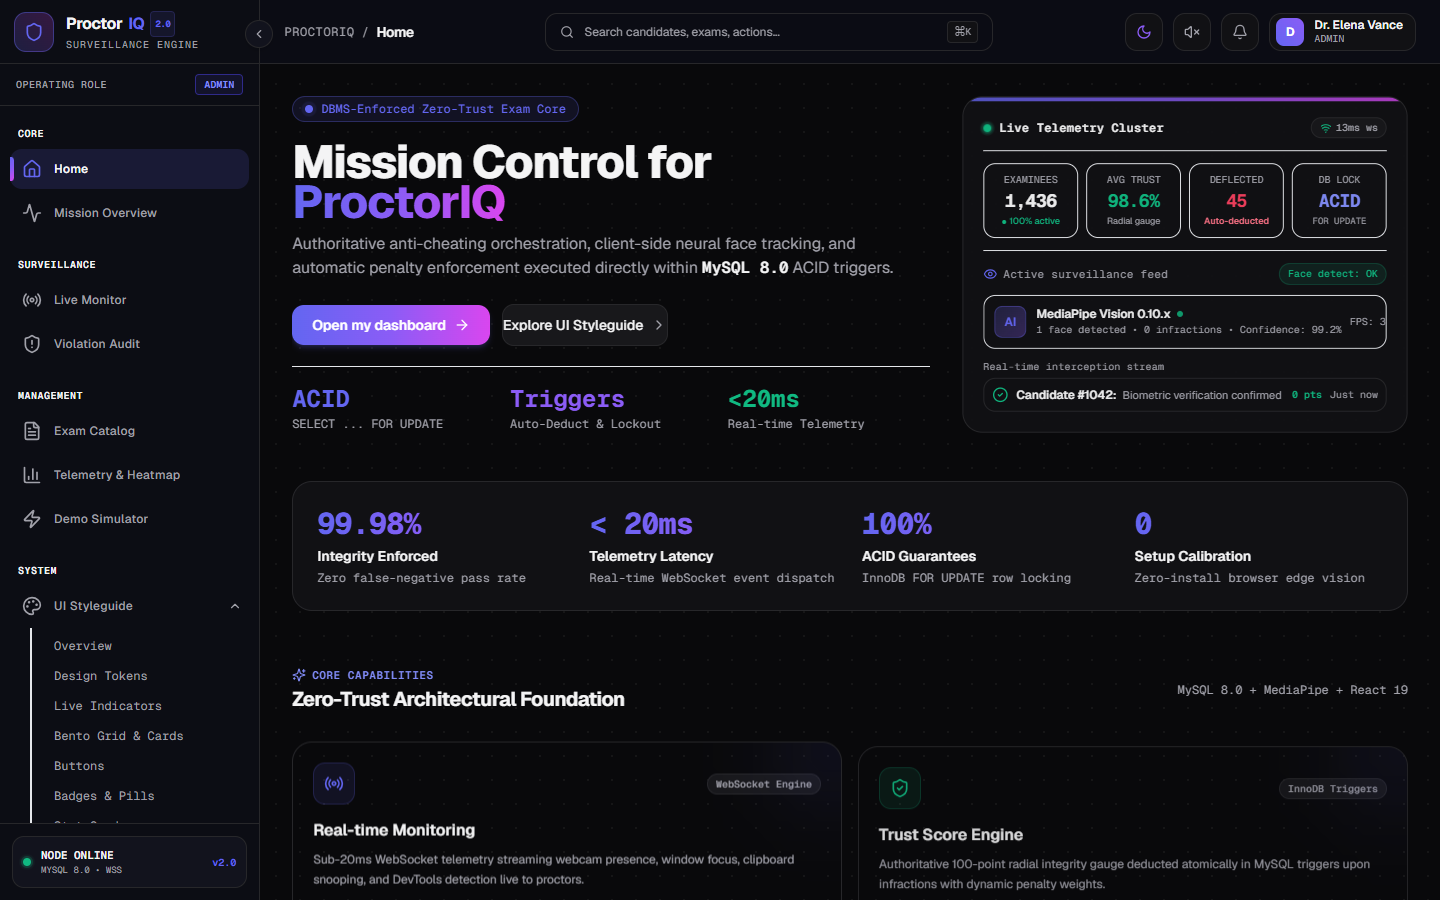 Proctor IQ 2.0
SURVEILLANCE ENGINE
PROCTORIQ / Home
Search candidates, exams, actions...
⌘K
D
Dr. Elena Vance
ADMIN
OPERATING ROLE
ADMIN
CORE
Home
Mission Overview
SURVEILLANCE
Live Monitor
Violation Audit
MANAGEMENT
Exam Catalog
Telemetry & Heatmap
Demo Simulator
SYSTEM
UI Styleguide
Overview
Design Tokens
Live Indicators
Bento Grid & Cards
Buttons
Badges & Pills
NODE ONLINE
MYSQL 8.0 • WSS
v2.0
DBMS-Enforced Zero-Trust Exam Core
Mission Control for
ProctorIQ
Authoritative anti-cheating orchestration, client-side neural face tracking, and
automatic penalty enforcement executed directly within MySQL 8.0 ACID triggers.
Open my dashboard
Explore UI Styleguide
ACID
SELECT ... FOR UPDATE
Triggers
Auto-Deduct & Lockout
<20ms
Real-time Telemetry
Live Telemetry Cluster
13ms ws
EXAMINEES
1,436
● 100% active
AVG TRUST
98.6%
Radial gauge
DEFLECTED
45
Auto-deducted
DB LOCK
ACID
FOR UPDATE
Active surveillance feed
Face detect: OK
AI
MediaPipe Vision 0.10.x
1 face detected • 0 infractions • Confidence: 99.2%
FPS: 3
Real-time interception stream
Candidate #1042: Biometric verification confirmed
0 pts
Just now
99.98%
Integrity Enforced
Zero false-negative pass rate
< 20ms
Telemetry Latency
Real-time WebSocket event dispatch
100%
ACID Guarantees
InnoDB FOR UPDATE row locking
0
Setup Calibration
Zero-install browser edge vision
CORE CAPABILITIES
Zero-Trust Architectural Foundation
MySQL 8.0 + MediaPipe + React 19
WebSocket Engine
Real-time Monitoring
Sub-20ms WebSocket telemetry streaming webcam presence, window focus, clipboard
snooping, and DevTools detection live to proctors.
InnoDB Triggers
Trust Score Engine
Authoritative 100-point radial integrity gauge deducted atomically in MySQL triggers upon
infractions with dynamic penalty weights.